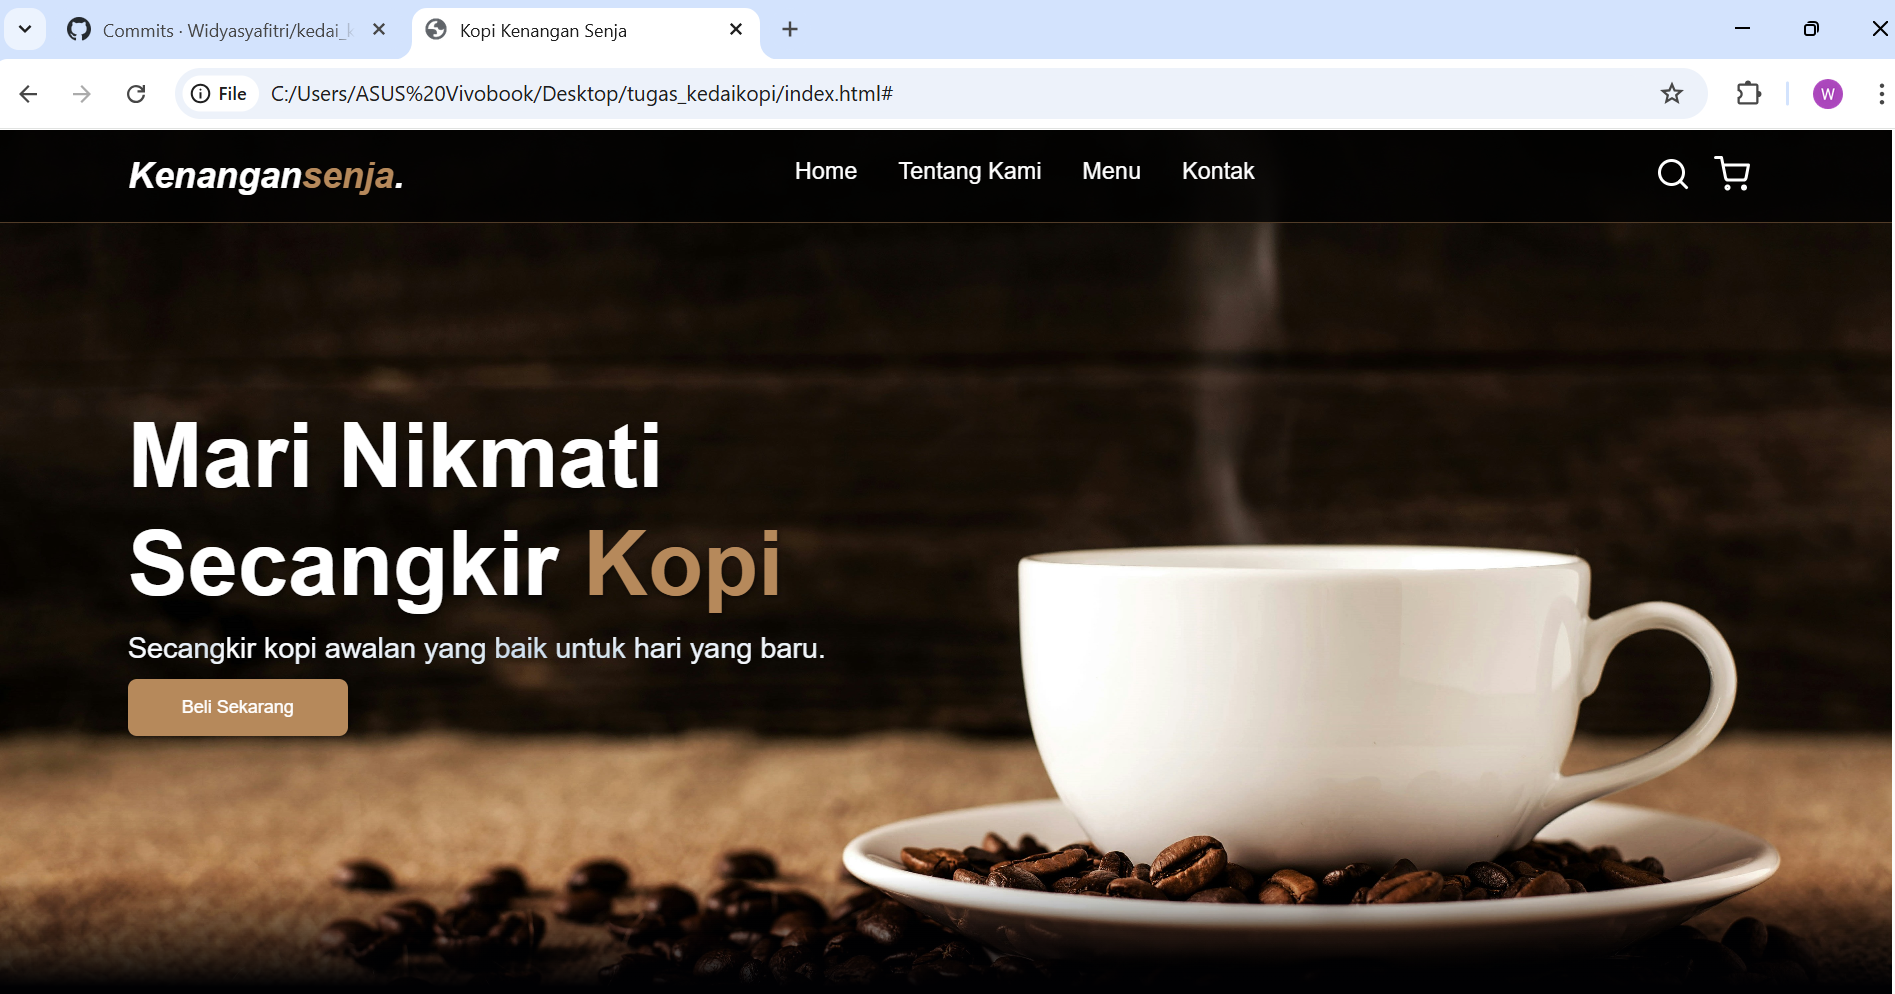 Commits · Widyasyafitri/kedai_k
Kopi Kenangan Senja
File
C:/Users/ASUS%20Vivobook/Desktop/tugas_kedaikopi/index.html#
W
Kenangansenja.
Home Tentang Kami Menu Kontak
Mari Nikmati
Secangkir Kopi
Secangkir kopi awalan yang baik untuk hari yang baru.
Beli Sekarang